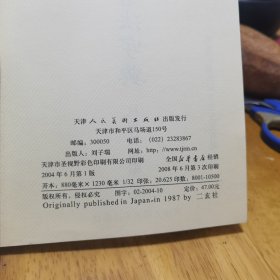 天津人民美術出版社出版发行
天津市和平区马场道150号
邮编：300050 电话：(022) 23283867
出版人：刘子瑞 网址：http://www.tjrm.cn
天津市圣视野彩色印刷有限公司印刷 全国新华书店经销
2004年6月第1版 2008年6月第3次印刷
开本：880毫米×1230毫米 1/32 印张：20.625 印数：8001-10500
版权所有，侵权必究 图字：02-2004-10 定价：47.00元
Originally published in Japan in 1987 by 二玄社